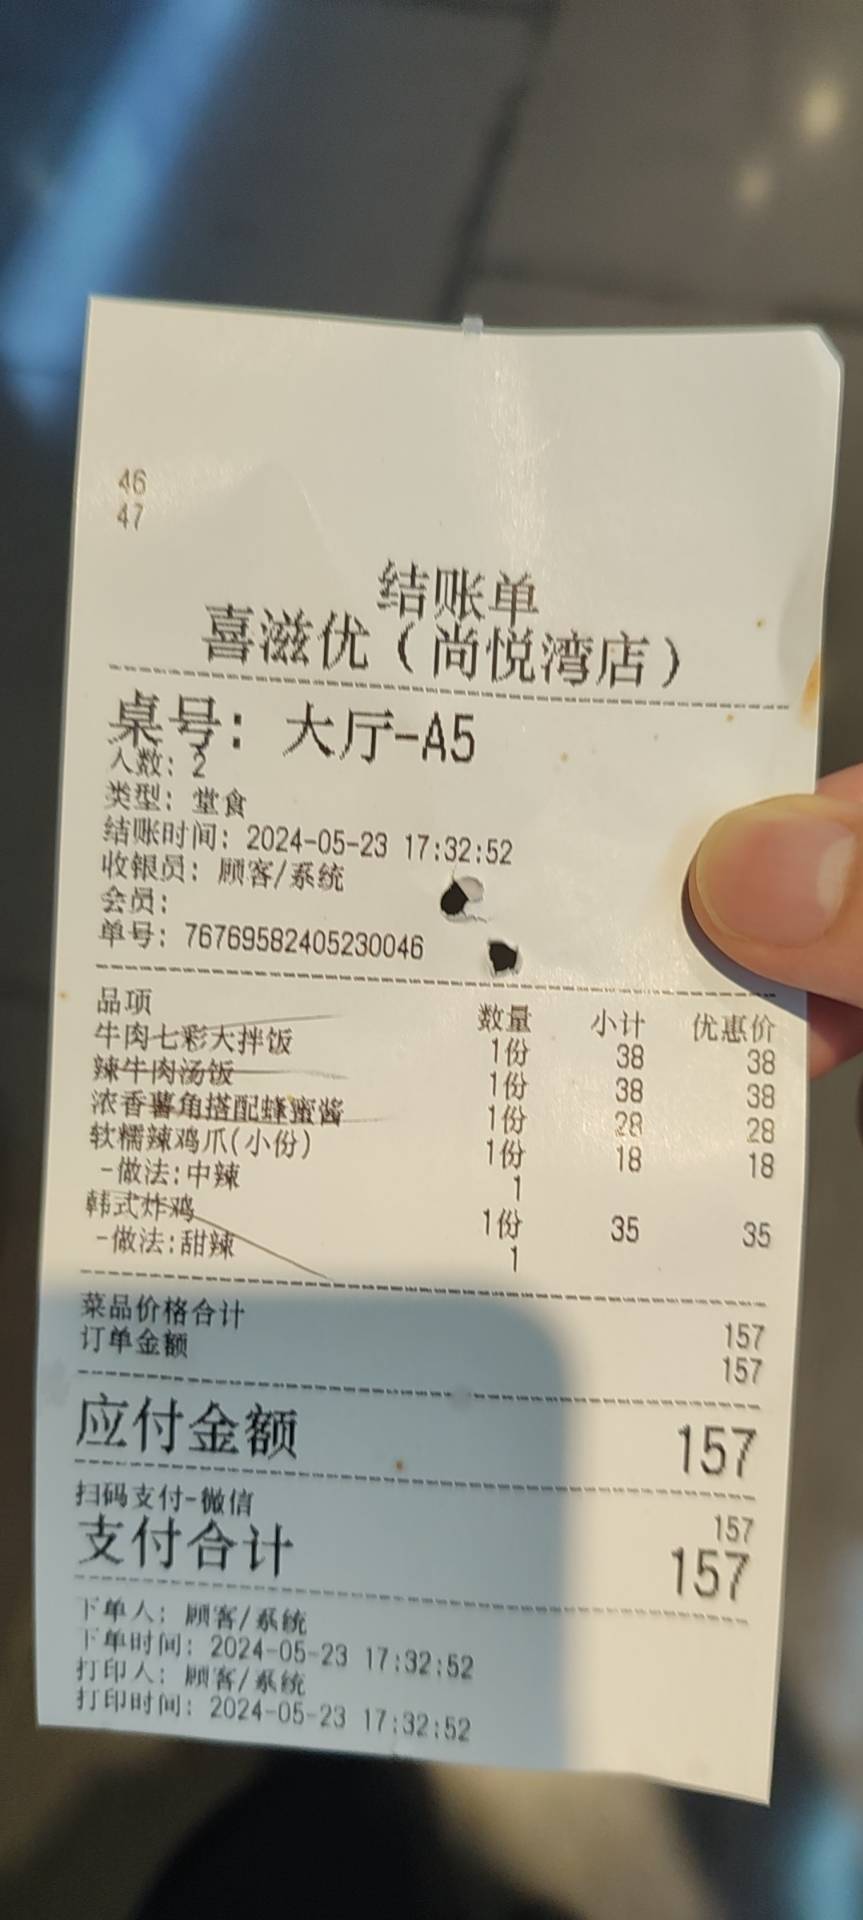 46
47
结账单
喜滋优（尚悦湾店）
桌号：大厅-A5
人数：2
类型：堂食
结账时间：2024-05-23 17:32:52
收银员：顾客/系统
会员：
单号：76769582405230046
品项 数量 小计 优惠价
牛肉七彩大拌饭 1份 38 38
辣牛肉汤饭 1份 38 38
浓香薯角搭配蜂蜜酱 1份 28 28
软糯辣鸡爪(小份) 1份 18 18
-做法:中辣 1
韩式炸鸡 1份 35 35
-做法:甜辣 1
菜品价格合计 157
订单金额 157
应付金额 157
扫码支付-微信 157
支付合计 157
下单人：顾客/系统
下单时间：2024-05-23 17:32:52
打印人：顾客/系统
打印时间：2024-05-23 17:32:52